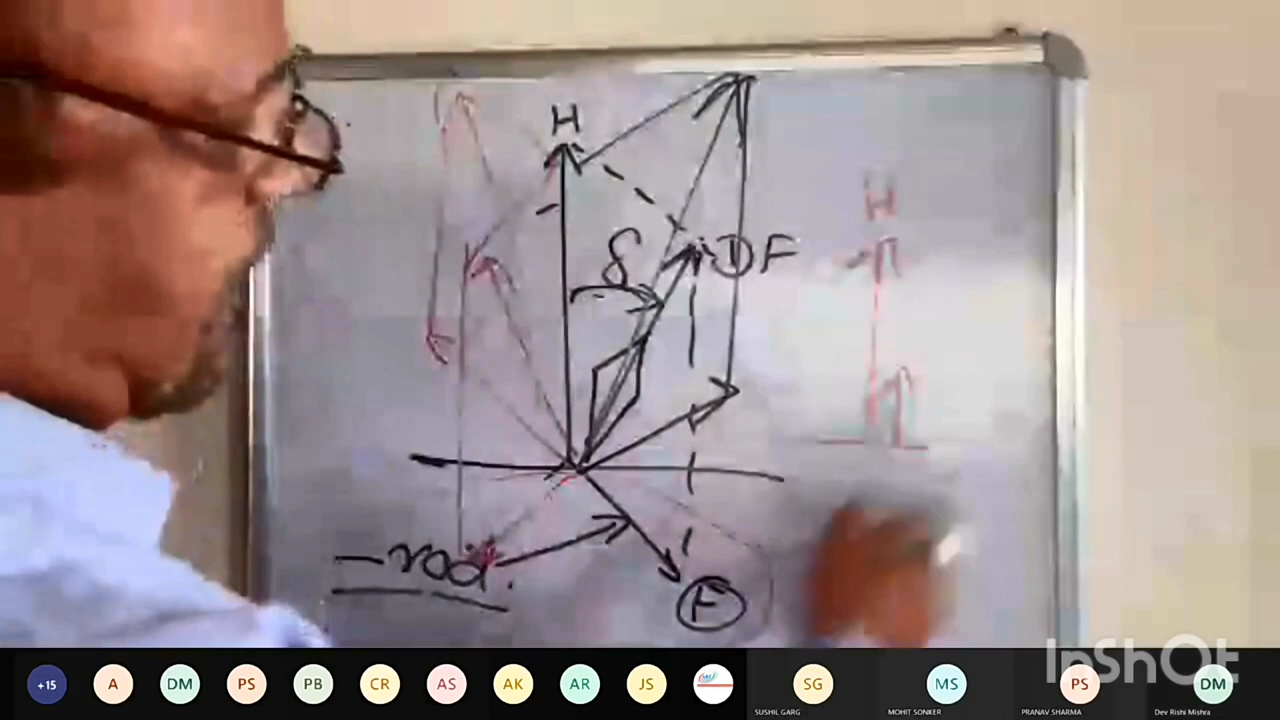 H
H
δ
DF
-rod.
F
+15
A
DM
PS
PB
CR
AS
AK
AR
JS
SG
MS
PS
DM
SUSHIL GARG
MOHIT SONKER
PRANAV SHARMA
Dev Rishi Mishra
InShOt